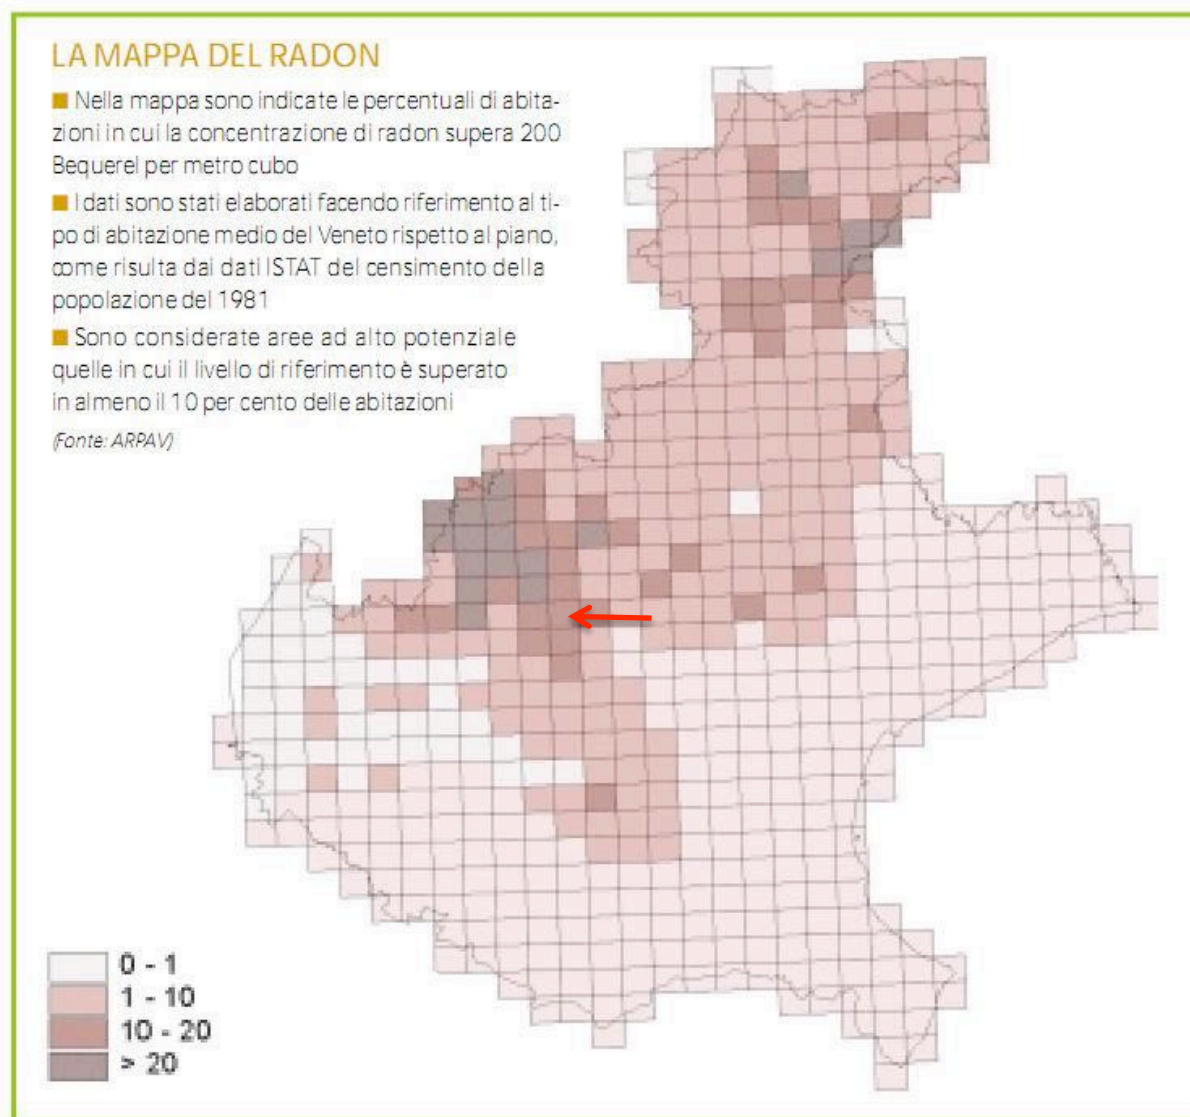 LA MAPPA DEL RADON
■ Nella mappa sono indicate le percentuali di abita-
zioni in cui la concentrazione di radon supera 200
Bequerel per metro cubo
■ I dati sono stati elaborati facendo riferimento al ti-
po di abitazione medio del Veneto rispetto al piano,
come risulta dai dati ISTAT del censimento della
popolazione del 1981
■ Sono considerate aree ad alto potenziale
quelle in cui il livello di riferimento è superato
in almeno il 10 per cento delle abitazioni
(Fonte: ARPAV)
0 - 1
1 - 10
10 - 20
> 20